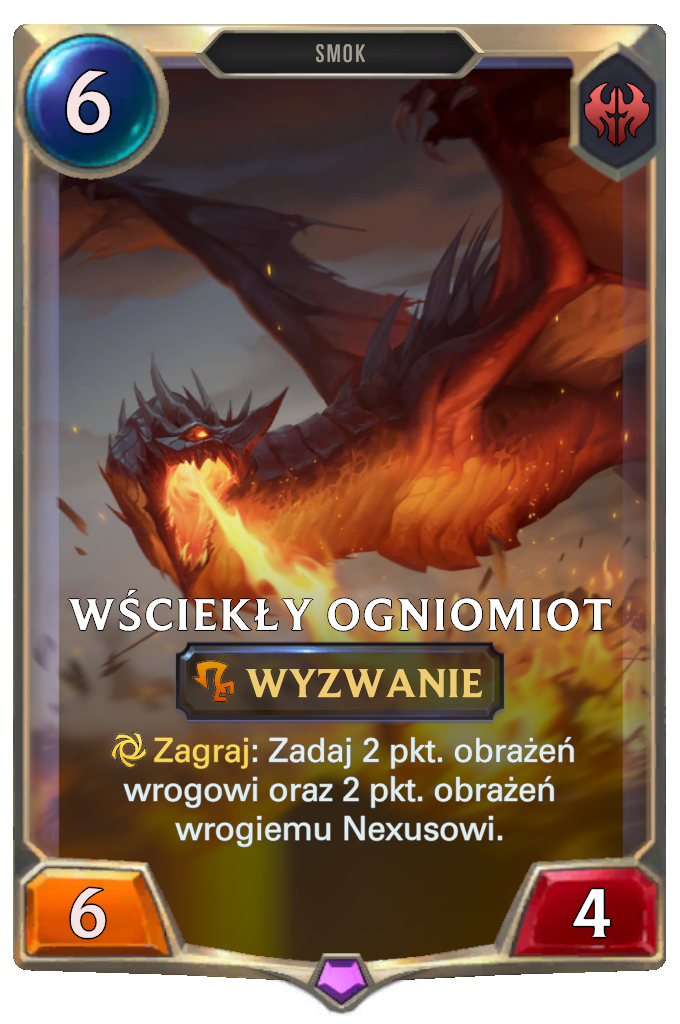 SMOK
6
WŚCIEKŁY OGNIOMIOT
WYZWANIE
Zagraj: Zadaj 2 pkt. obrażeń
wrogowi oraz 2 pkt. obrażeń
wrogiemu Nexusowi.
6
4